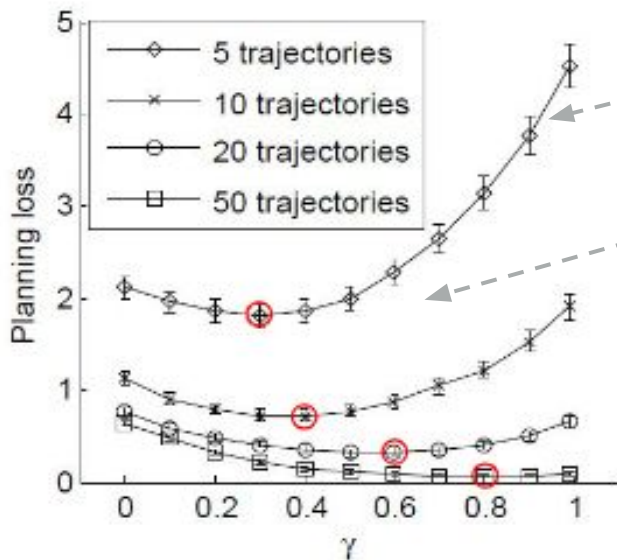 5
4
3
2
1
0
Planning loss
5 trajectories
10 trajectories
20 trajectories
50 trajectories
0 0.2 0.4 0.6 0.8 1
γ